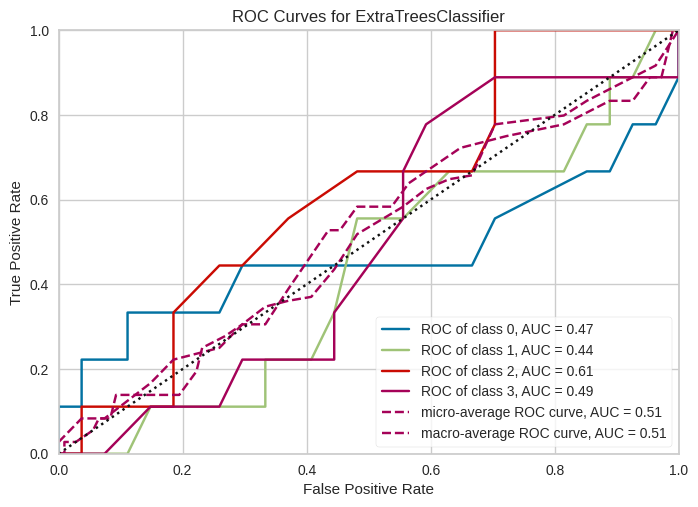 ROC Curves for ExtraTreesClassifier
1.0
0.8
0.6
0.4
0.2
0.0
True Positive Rate
ROC of class 0, AUC = 0.47
ROC of class 1, AUC = 0.44
ROC of class 2, AUC = 0.61
ROC of class 3, AUC = 0.49
micro-average ROC curve, AUC = 0.51
macro-average ROC curve, AUC = 0.51
0.0 0.2 0.4 0.6 0.8 1.0
False Positive Rate